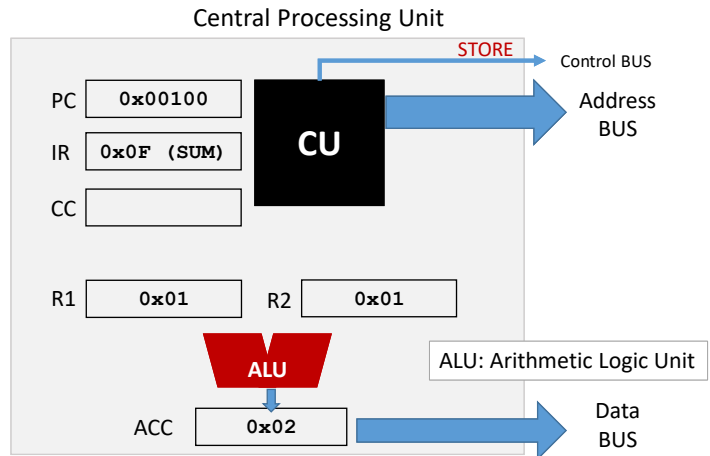 Central Processing Unit
STORE
Control BUS
PC 0x00100
CU
Address
BUS
IR 0x0F (SUM)
CC
R1 0x01 R2 0x01
ALU
ALU: Arithmetic Logic Unit
ACC 0x02
Data
BUS